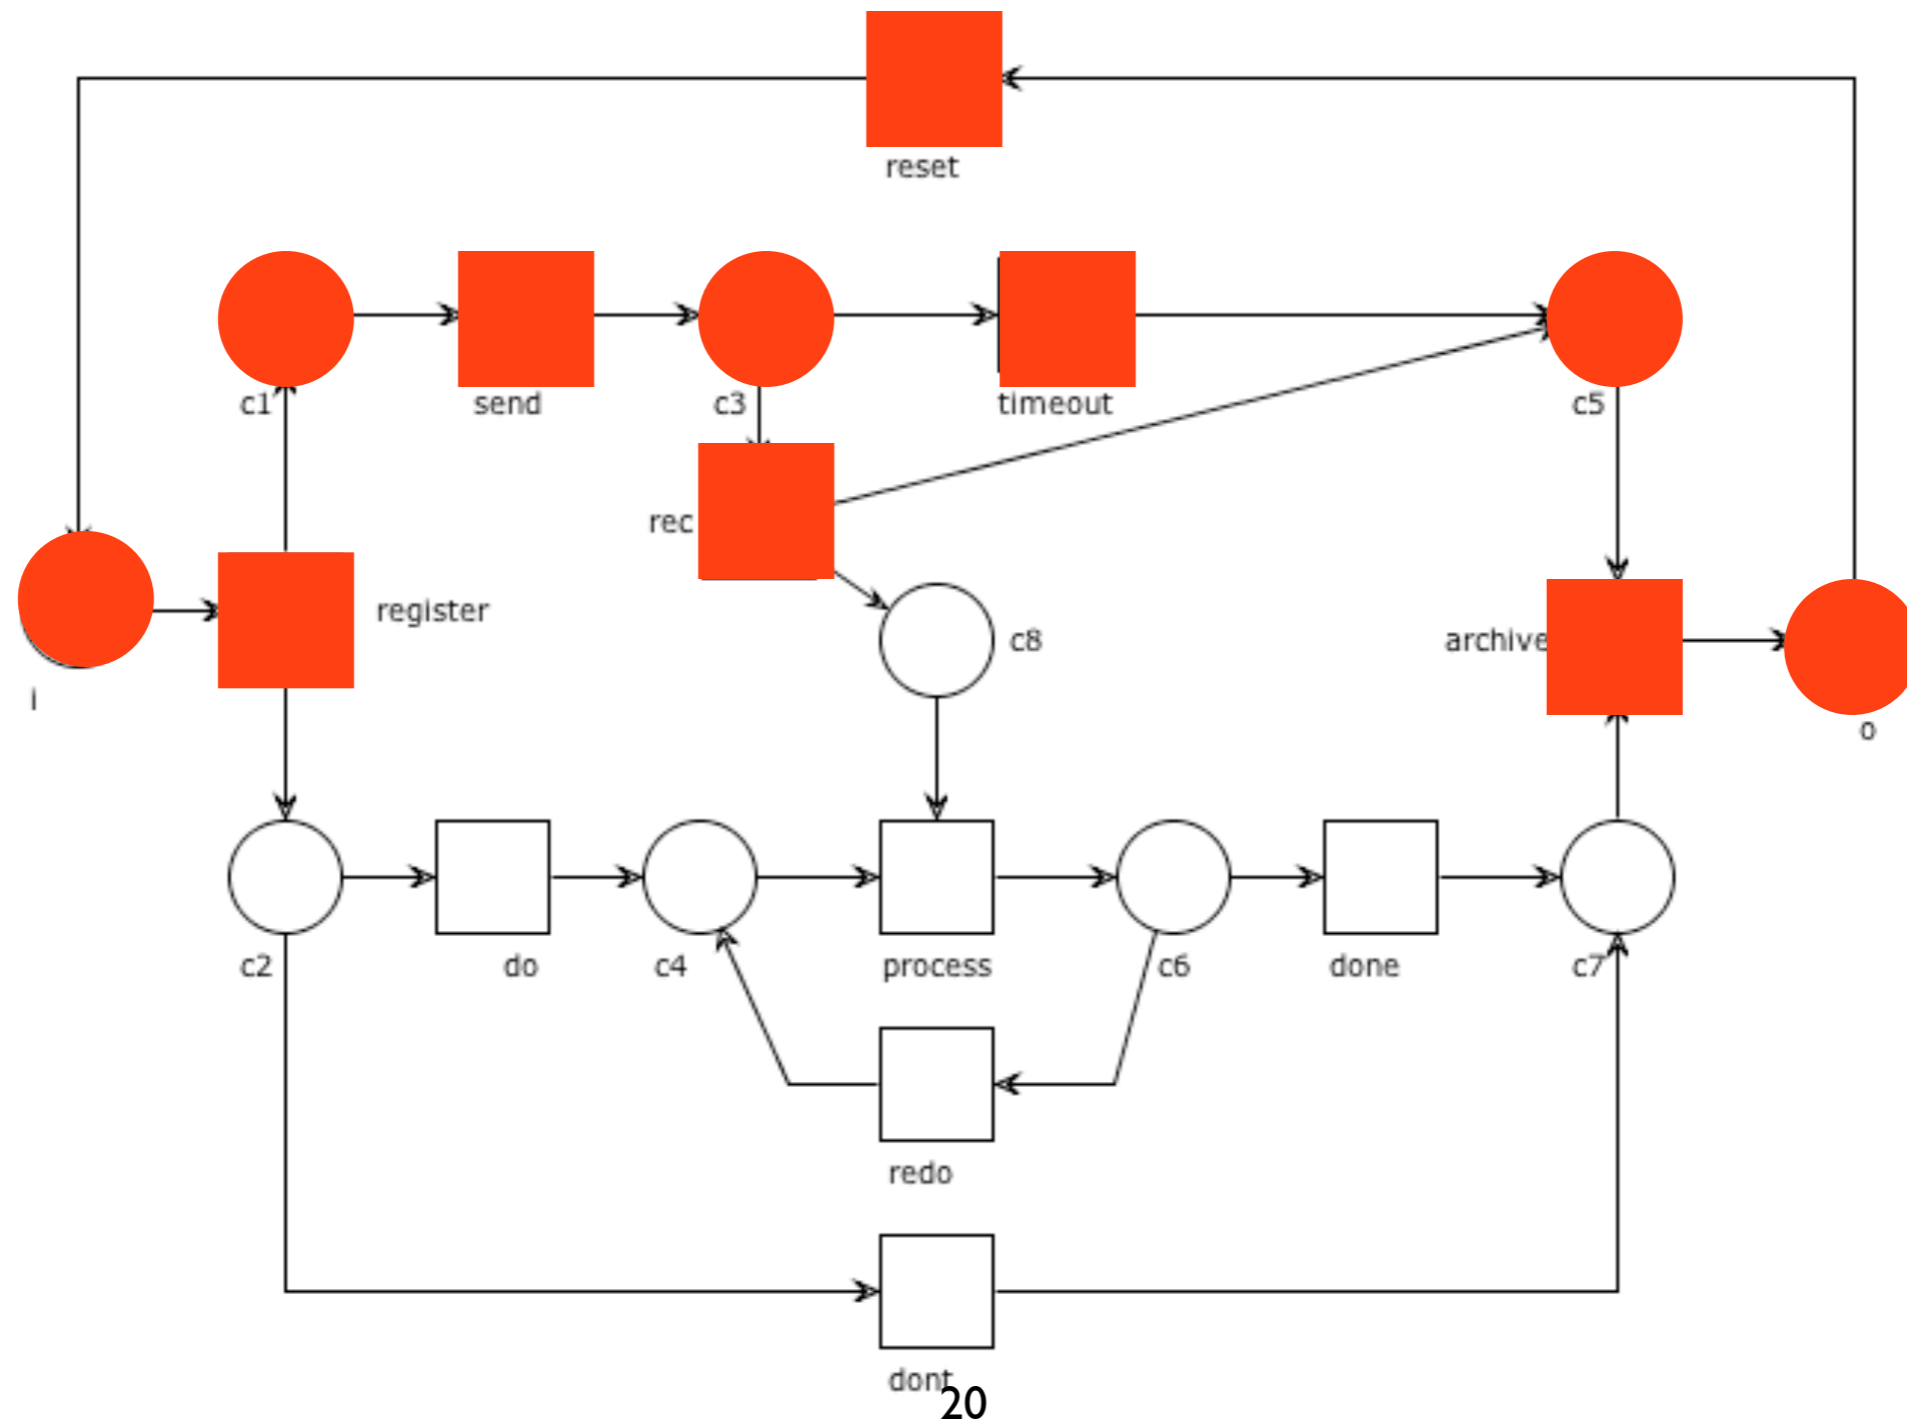 reset
c1 send c3 timeout c5
rec
register
c8
archive
i
o
c2 do c4 process c6 done c7
redo
dont
20